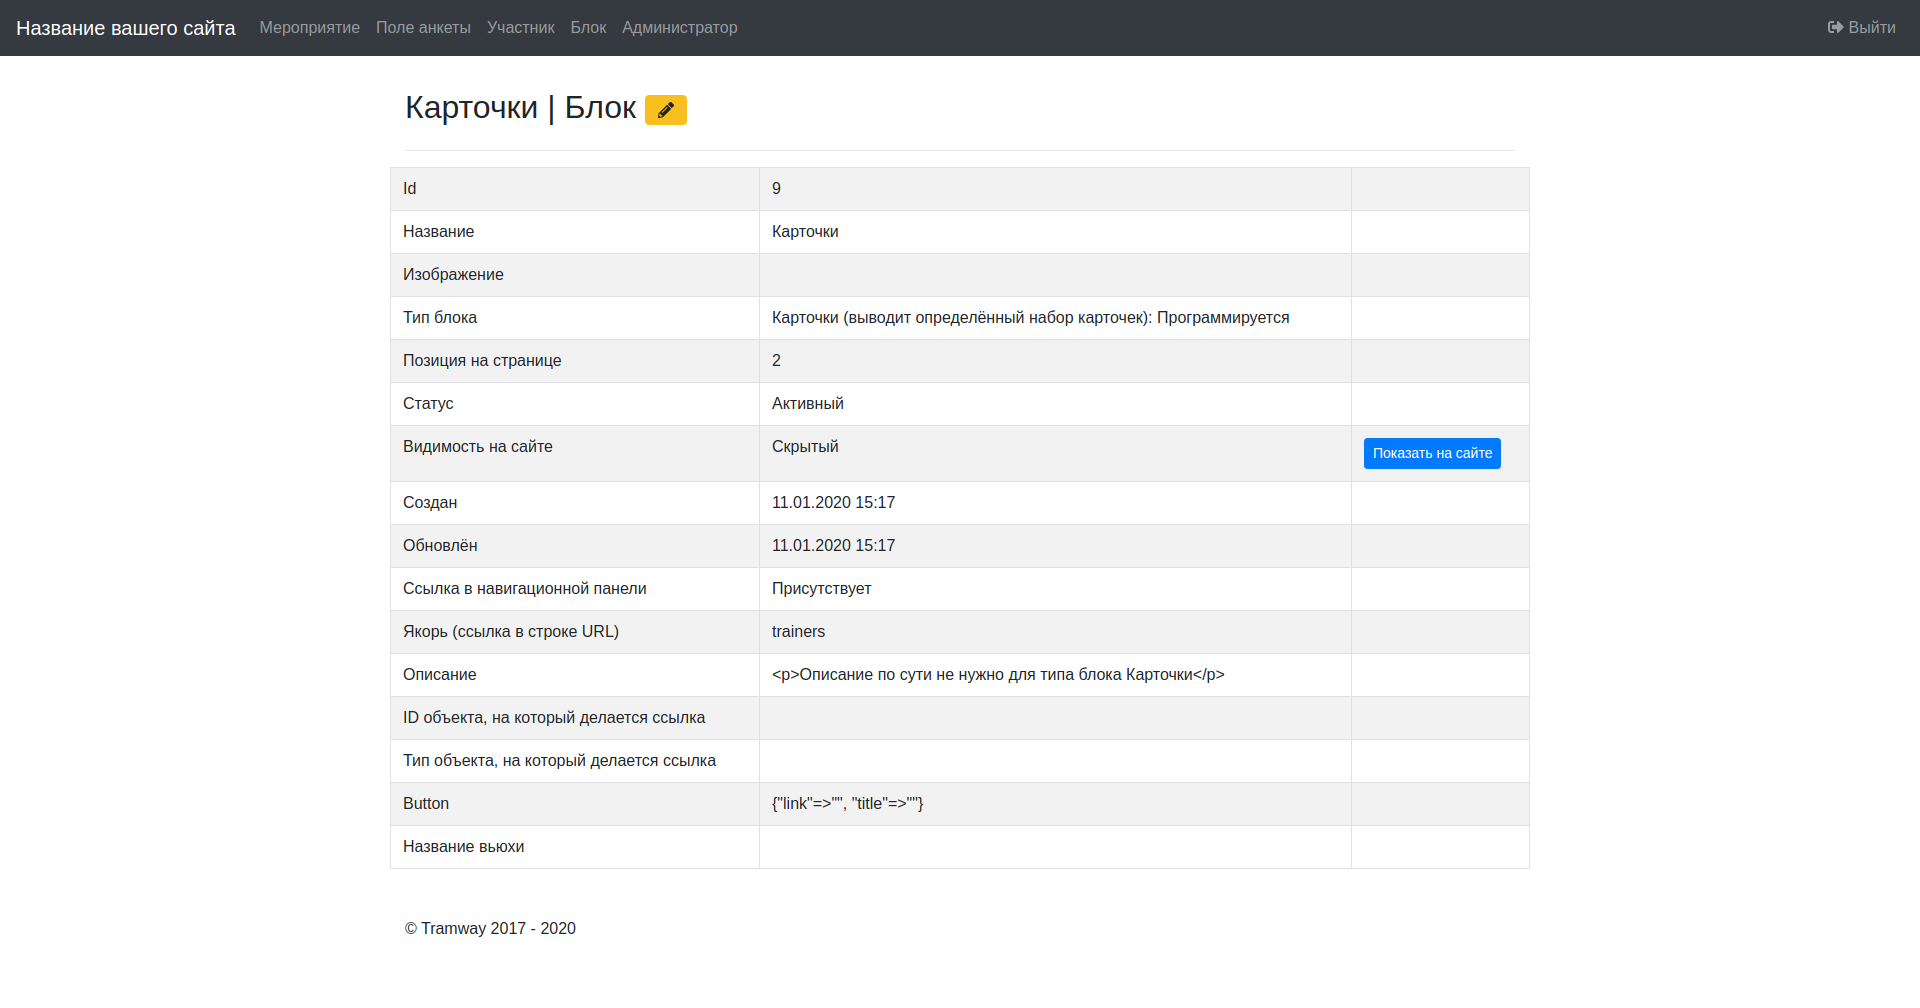 Название вашего сайта Мероприятие Поле анкеты Участник Блок Администратор Выйти
Карточки | Блок
Id 9
Название Карточки
Изображение
Тип блока Карточки (выводит определённый набор карточек): Программируется
Позиция на странице 2
Статус Активный
Видимость на сайте Скрытый Показать на сайте
Создан 11.01.2020 15:17
Обновлён 11.01.2020 15:17
Ссылка в навигационной панели Присутствует
Якорь (ссылка в строке URL) trainers
Описание <p>Описание по сути не нужно для типа блока Карточки</p>
ID объекта, на который делается ссылка
Тип объекта, на который делается ссылка
Button {"link"=>"", "title"=>""}
Название вьюхи
© Tramway 2017 - 2020